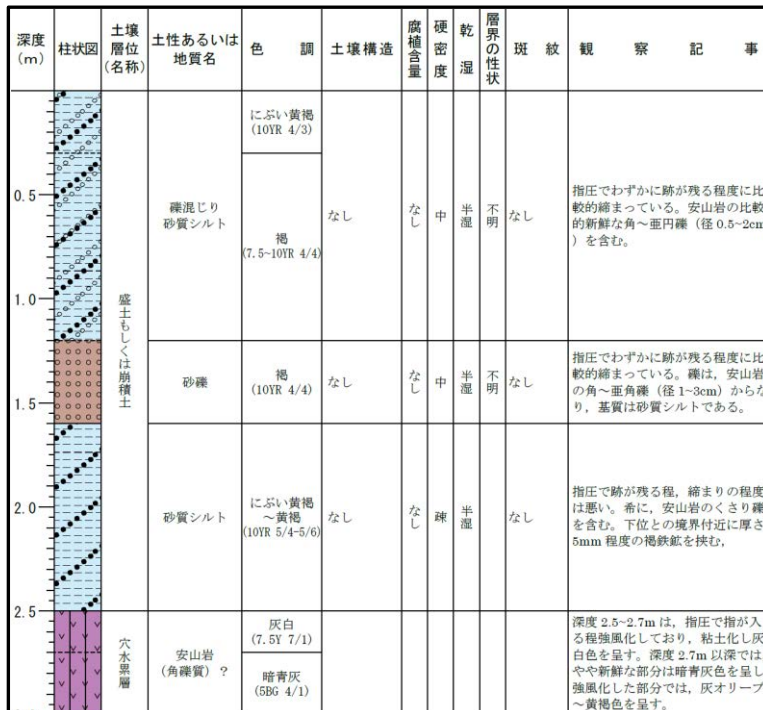 深度
(m)
柱状図
土壌
層位
(名称)
土性あるいは
地質名
色 調
土壌構造
腐植含量
硬密度
乾湿
層界の性状
斑紋
観察記事
0.5
1.0
1.5
2.0
2.5
盛土もしくは崩積土
礫混じり
砂質シルト
にぶい黄褐
(10YR 4/3)
褐
(7.5~10YR 4/4)
なし
なし
中
半湿
不明
なし
指圧でわずかに跡が残る程度に比
較的締まっている。安山岩の比較
的新鮮な角~亜円礫(径 0.5~2cm
)を含む。
砂礫
褐
(10YR 4/4)
なし
なし
中
半湿
不明
なし
指圧でわずかに跡が残る程度に比
較的締まっている。礫は,安山岩
の角~亜角礫(径 1~3cm)からな
り,基質は砂質シルトである。
砂質シルト
にぶい黄褐
~黄褐
(10YR 5/4-5/6)
なし
なし
疎
半湿
なし
指圧で跡が残る程,締まりの程度
は悪い。希に,安山岩のくさり礫
を含む。下位との境界付近に厚さ
5mm 程度の褐鉄鉱を挟む,
穴水累層
安山岩
(角礫質)?
灰白
(7.5Y 7/1)
暗青灰
(5BG 4/1)
深度 2.5~2.7m は,指圧で指が入
る程強風化しており,粘土化し灰
白色を呈す。深度 2.7m 以深では
やや新鮮な部分は暗青灰色を呈し
強風化した部分では,灰オリーブ
~黄褐色を呈す。